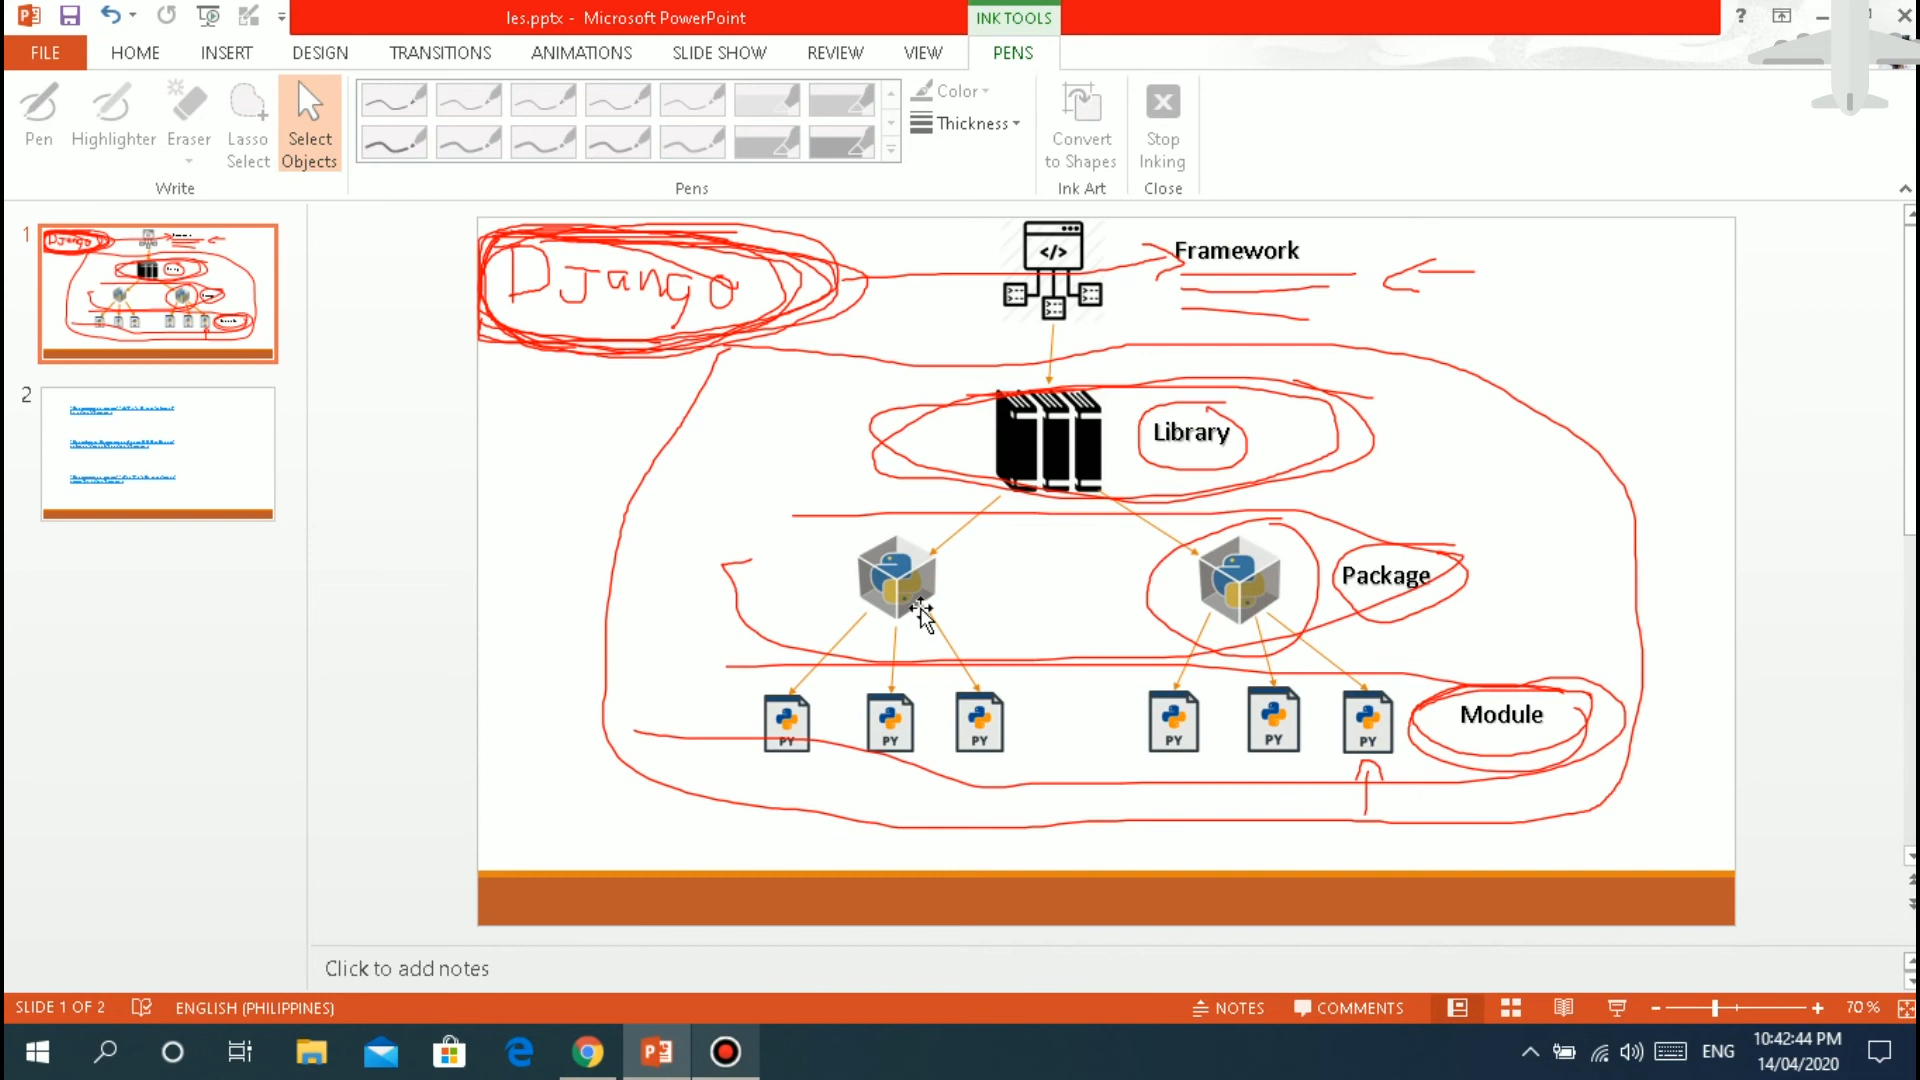 les.pptx - Microsoft PowerPoint
INK TOOLS
FILE
HOME
INSERT
DESIGN
TRANSITIONS
ANIMATIONS
SLIDE SHOW
REVIEW
VIEW
PENS
Pen
Highlighter
Eraser
Lasso
Select
Select
Objects
Color
Thickness
Convert
to Shapes
Stop
Inking
Write
Pens
Ink Art
Close
1
2
Django
Framework
Library
Package
Module
PY
PY
PY
PY
PY
PY
Click to add notes
SLIDE 1 OF 2
ENGLISH (PHILIPPINES)
NOTES
COMMENTS
70 %
ENG
10:42:44 PM
14/04/2020